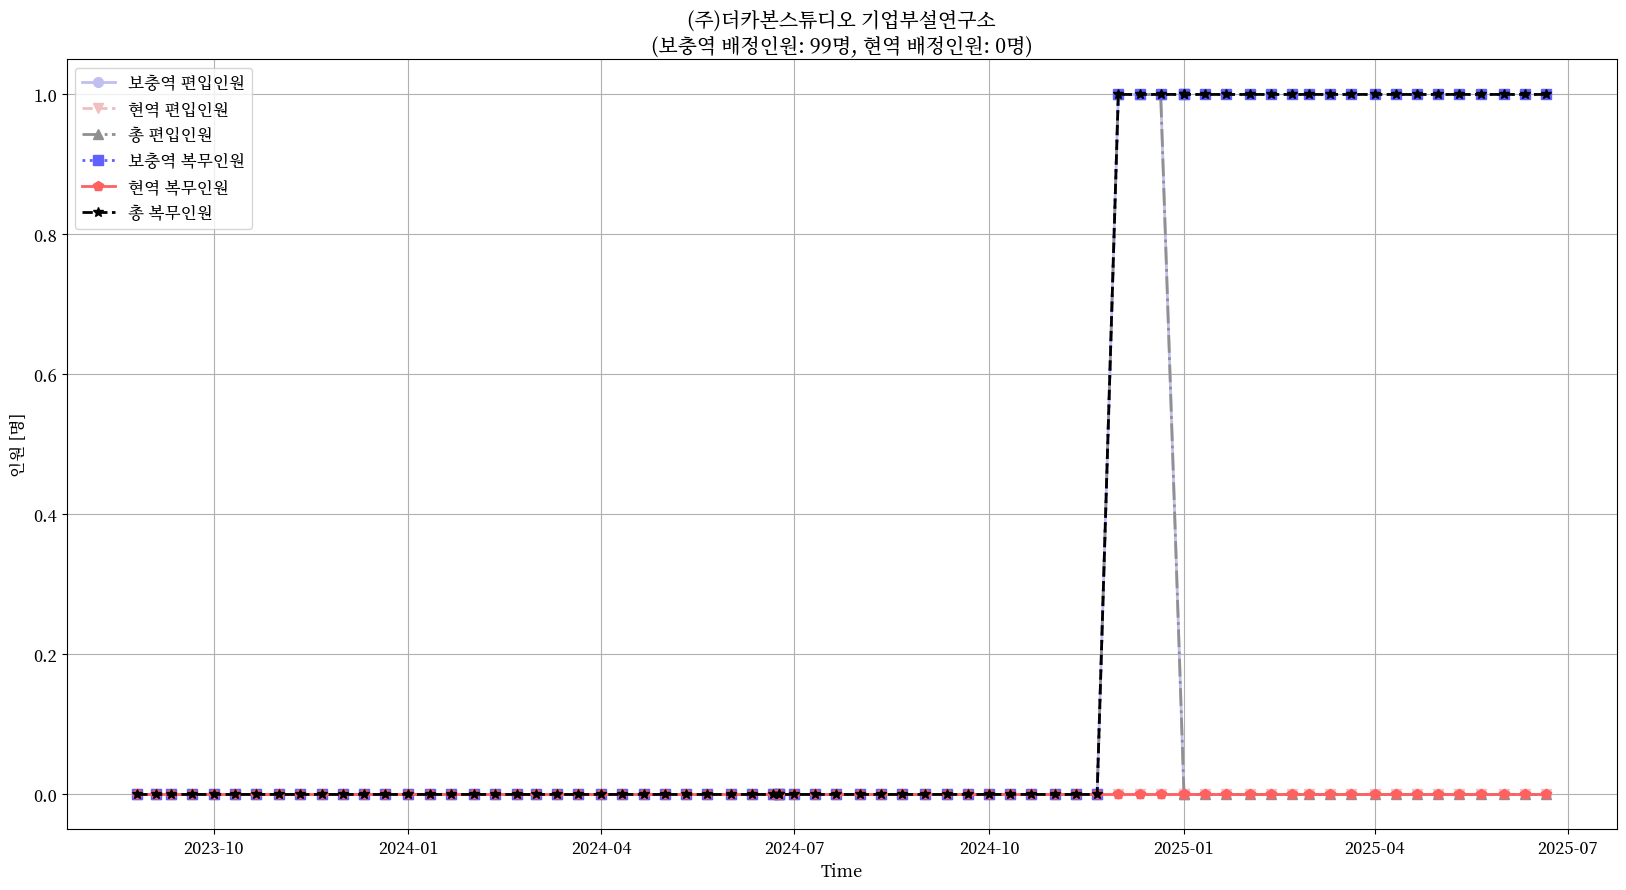 (주)더카본스튜디오 기업부설연구소
(보충역 배정인원: 99명, 현역 배정인원: 0명)
보충역 편입인원
현역 편입인원
총 편입인원
보충역 복무인원
현역 복무인원
총 복무인원
1.0
0.8
0.6
0.4
0.2
0.0
인원 [명]
2023-10
2024-01
2024-04
2024-07
2024-10
2025-01
2025-04
2025-07
Time